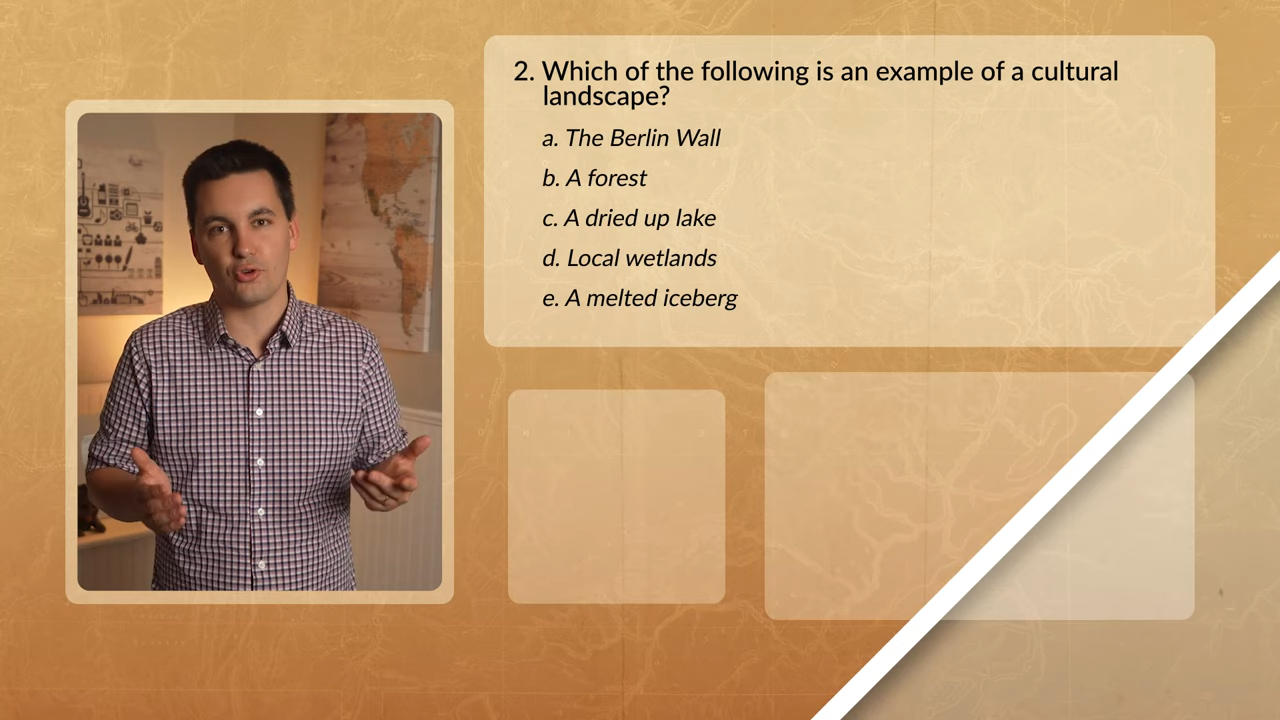 2. Which of the following is an example of a cultural
landscape?
a. The Berlin Wall
b. A forest
c. A dried up lake
d. Local wetlands
e. A melted iceberg